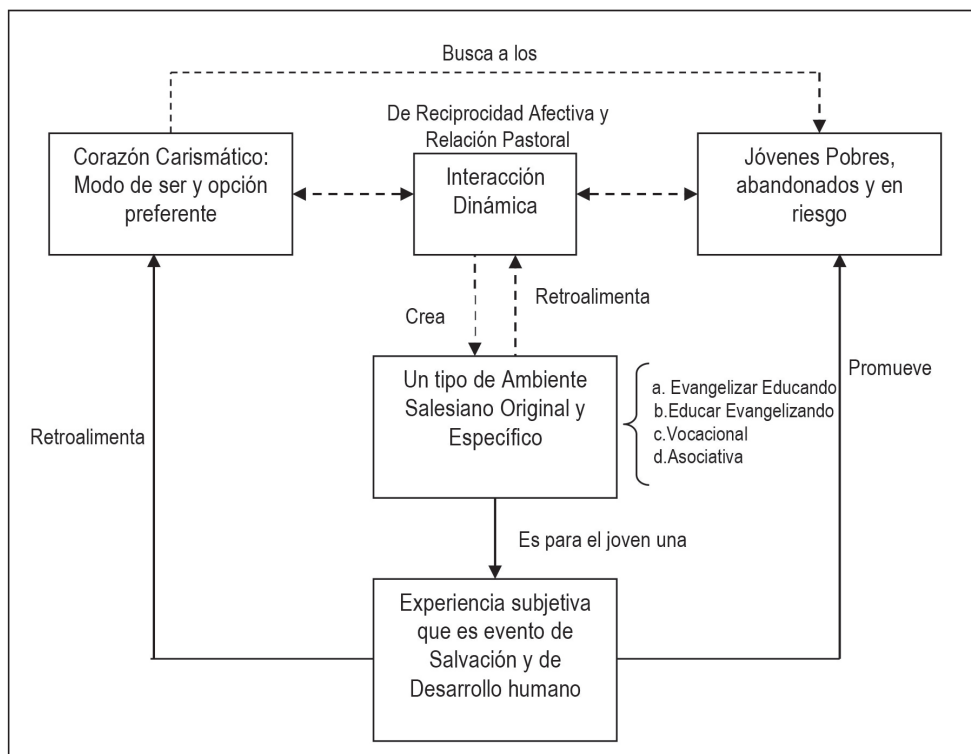 Busca a los
De Reciprocidad Afectiva y
Relación Pastoral
Corazón Carismático:
Modo de ser y opción
preferente
Interacción
Dinámica
Jóvenes Pobres,
abandonados y en
riesgo
Crea
Retroalimenta
Un tipo de Ambiente
Salesiano Original y
Específico
a. Evangelizar Educando
b.Educar Evangelizando
c.Vocacional
d.Asociativa
Promueve
Retroalimenta
Es para el joven una
Experiencia subjetiva
que es evento de
Salvación y de
Desarrollo humano